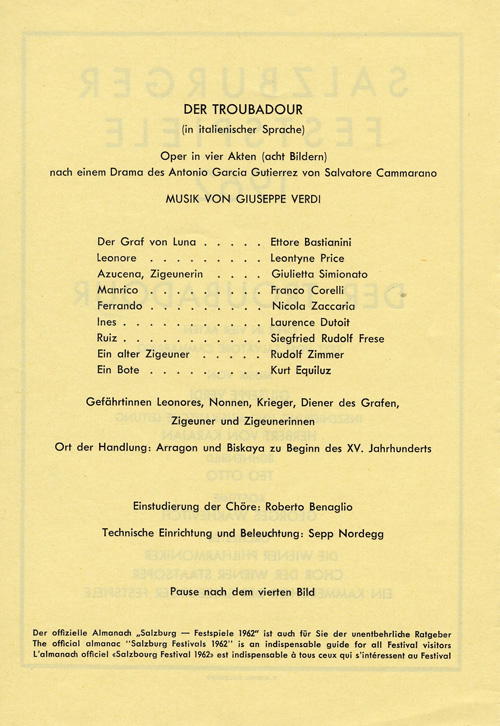 DER TROUBADOUR
(in italienischer Sprache)
Oper in vier Akten (acht Bildern)
nach einem Drama des Antonio Garcia Gutierrez von Salvatore Cammarano
MUSIK VON GIUSEPPE VERDI
Der Graf von Luna . . . . . Ettore Bastianini
Leonore . . . . . . . . . Leontyne Price
Azucena, Zigeunerin . . . . Giulietta Simionato
Manrico . . . . . . . . . Franco Corelli
Ferrando . . . . . . . . . Nicola Zaccaria
Ines . . . . . . . . . . . Laurence Dutoit
Ruiz . . . . . . . . . . . Siegfried Rudolf Frese
Ein alter Zigeuner . . . . . Rudolf Zimmer
Ein Bote . . . . . . . . . Kurt Equiluz
Gefährtinnen Leonores, Nonnen, Krieger, Diener des Grafen,
Zigeuner und Zigeunerinnen
Ort der Handlung: Arragon und Biskaya zu Beginn des XV. Jahrhunderts
Einstudierung der Chöre: Roberto Benaglio
Technische Einrichtung und Beleuchtung: Sepp Nordegg
Pause nach dem vierten Bild
Der offizielle Almanach „Salzburg — Festspiele 1962" ist auch für Sie der unentbehrliche Ratgeber
The official almanac "Salzburg Festivals 1962" is an indispensable guide for all Festival visitors
L'almanach officiel «Salzbourg Festival 1962» est indispensable à tous ceux qui s'intéressent au Festival